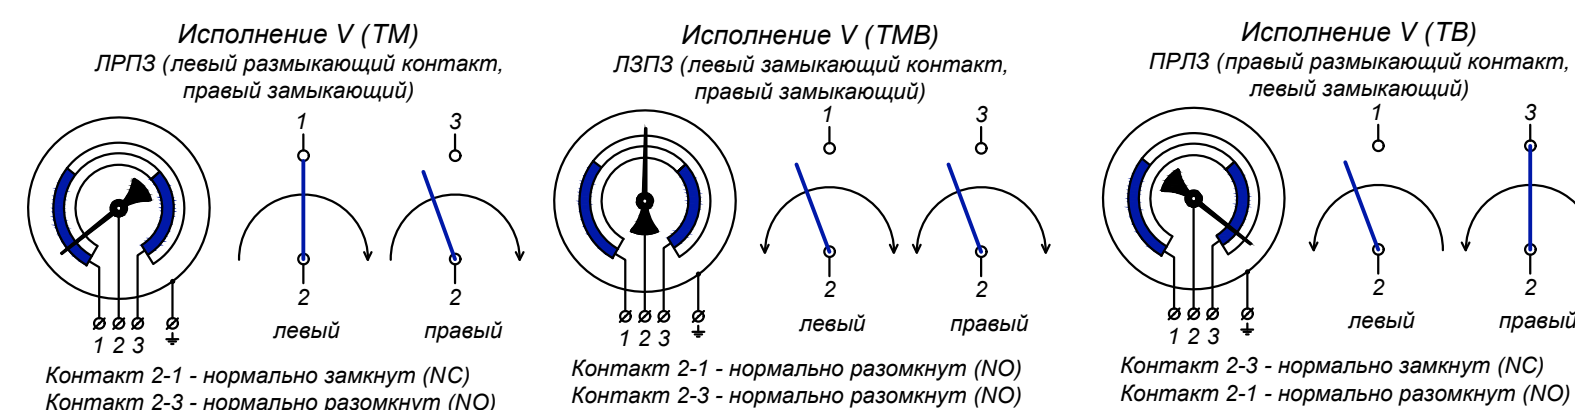 Исполнение V (ТМ)
ЛРПЗ (левый размыкающий контакт,
правый замыкающий)
1
3
2
2
левый
правый
1 2 3
Контакт 2-1 - нормально замкнут (NC)
Контакт 2-3 - нормально разомкнут (NO)
Исполнение V (ТМВ)
ЛЗПЗ (левый замыкающий контакт,
правый замыкающий)
1
3
2
2
левый
правый
1 2 3
Контакт 2-1 - нормально разомкнут (NO)
Контакт 2-3 - нормально разомкнут (NO)
Исполнение V (ТВ)
ПРЛЗ (правый размыкающий контакт,
левый замыкающий)
1
3
2
2
левый
правый
1 2 3
Контакт 2-3 - нормально замкнут (NC)
Контакт 2-1 - нормально разомкнут (NO)